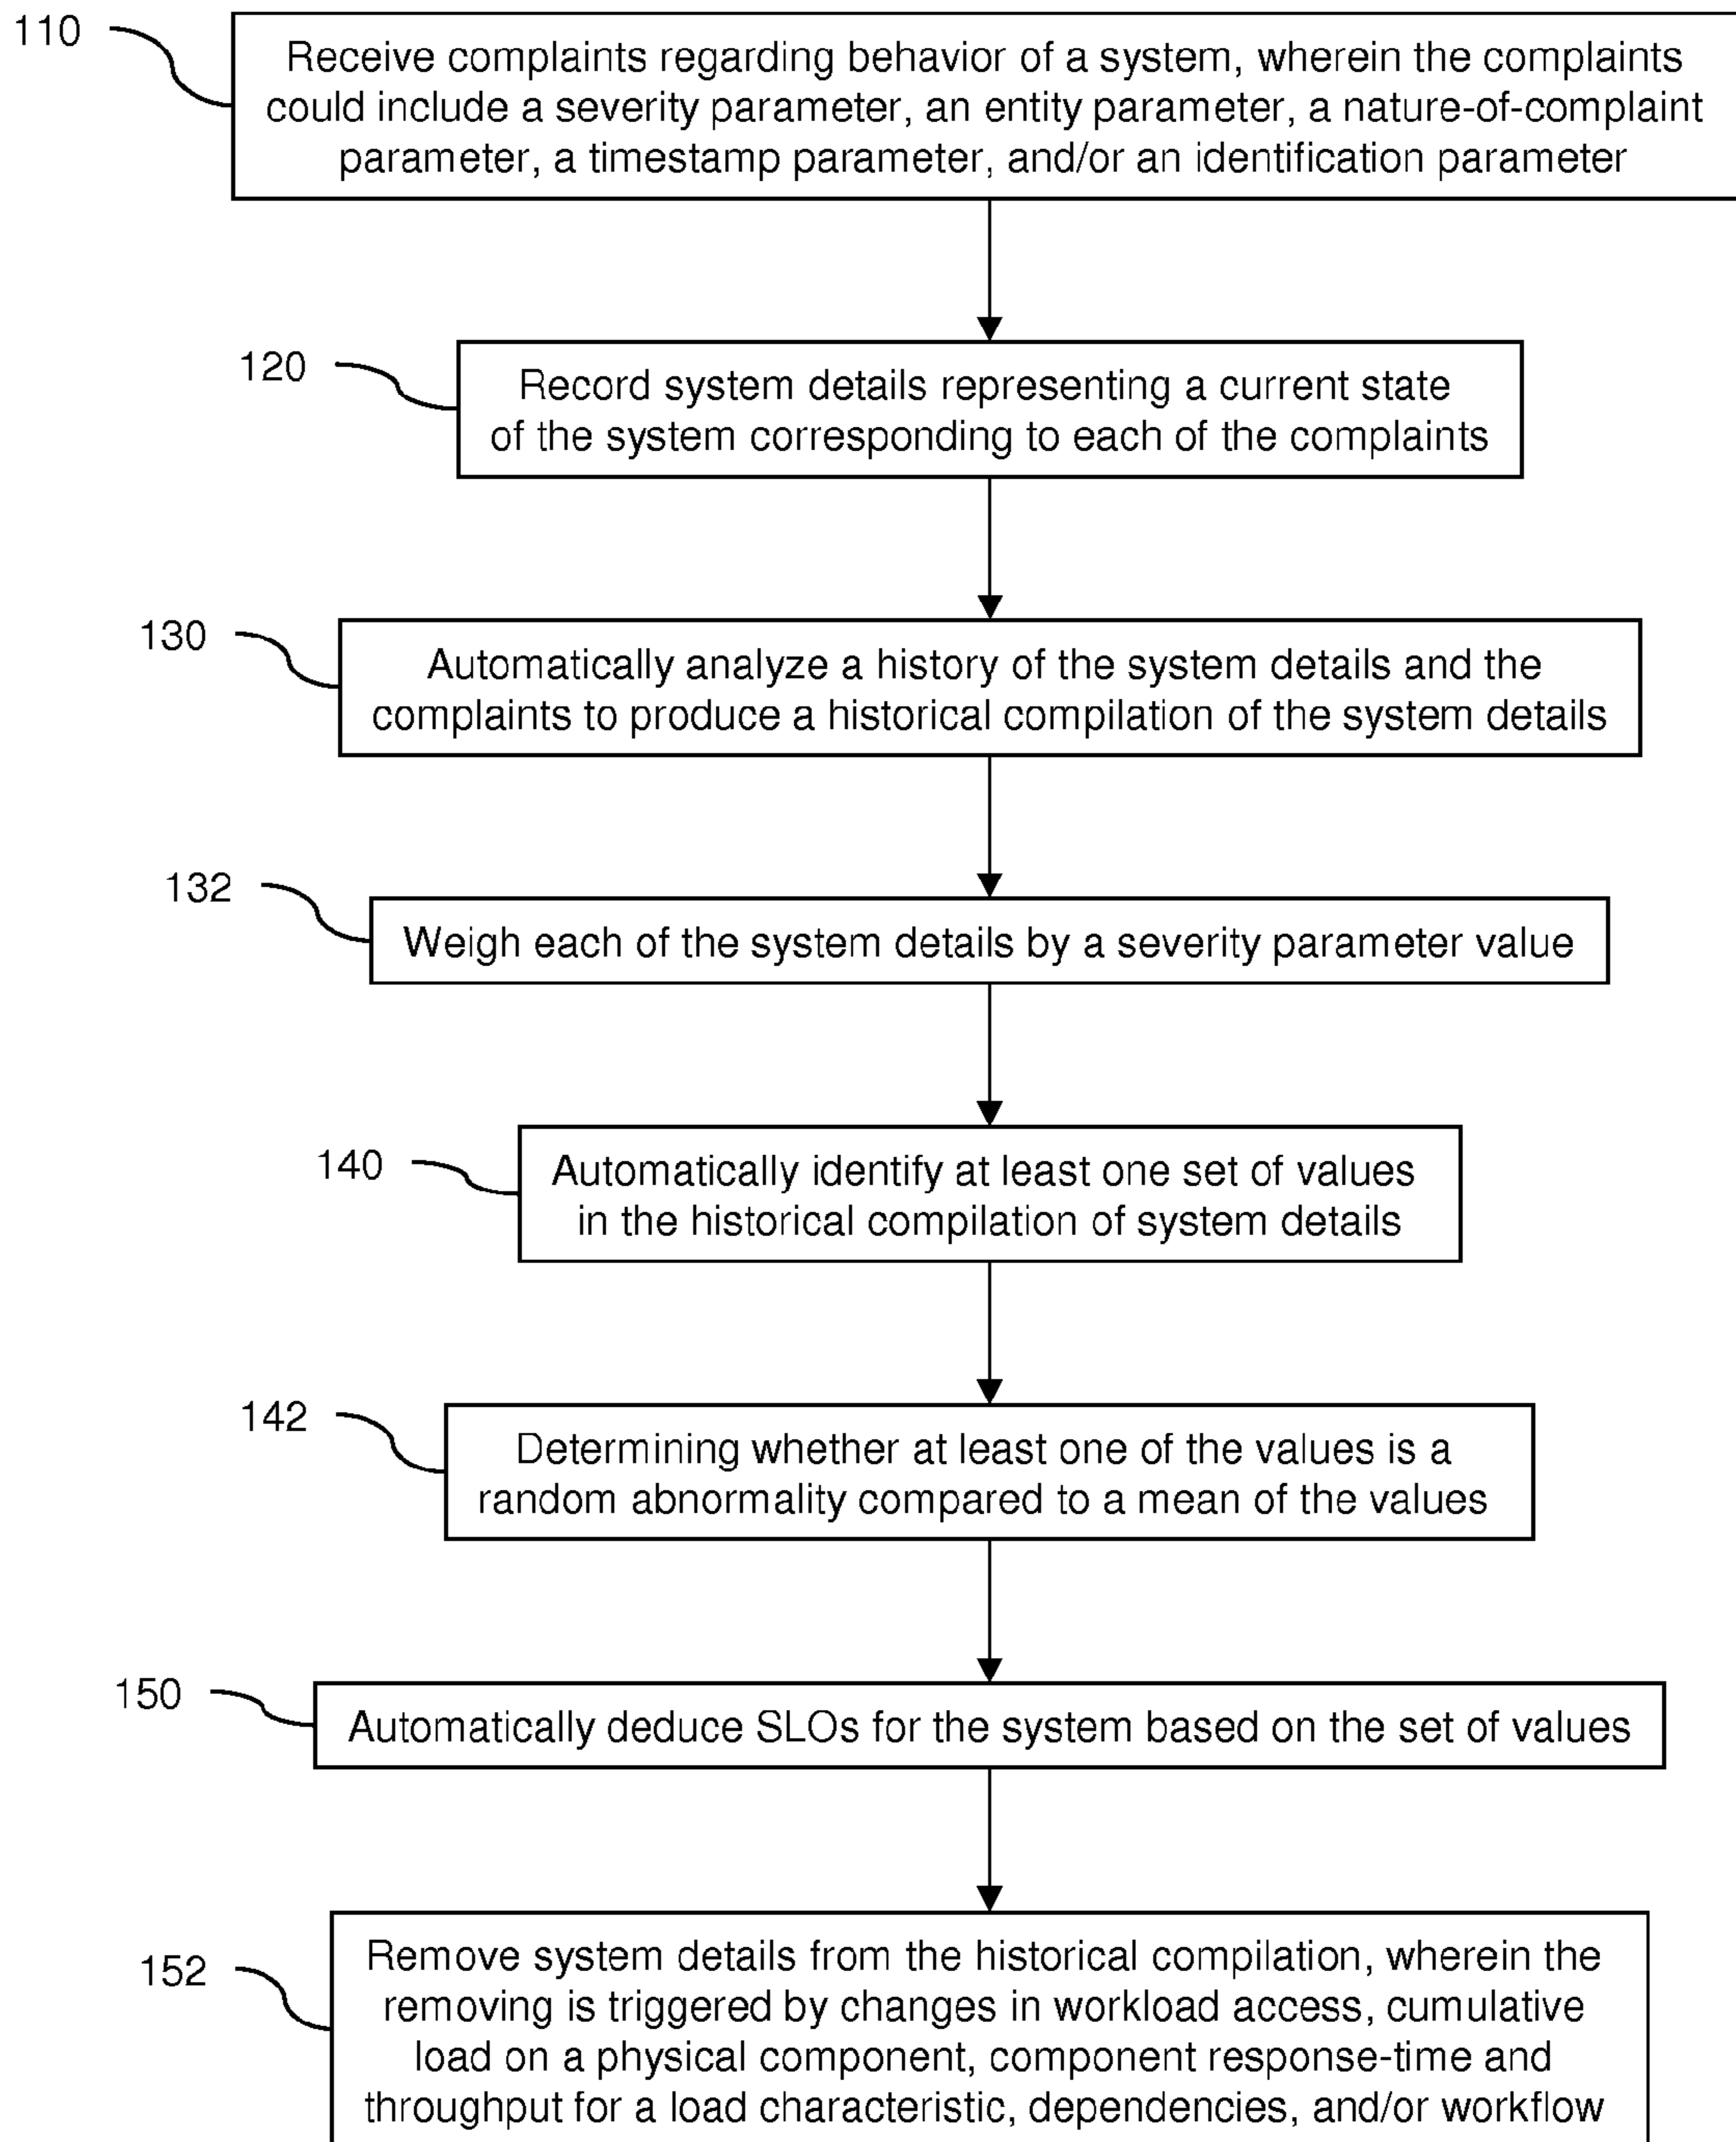 110
Receive complaints regarding behavior of a system, wherein the complaints
could include a severity parameter, an entity parameter, a nature-of-complaint
parameter, a timestamp parameter, and/or an identification parameter
120
Record system details representing a current state
of the system corresponding to each of the complaints
130
Automatically analyze a history of the system details and the
complaints to produce a historical compilation of the system details
132
Weigh each of the system details by a severity parameter value
140
Automatically identify at least one set of values
in the historical compilation of system details
142
Determining whether at least one of the values is a
random abnormality compared to a mean of the values
150
Automatically deduce SLOs for the system based on the set of values
152
Remove system details from the historical compilation, wherein the
removing is triggered by changes in workload access, cumulative
load on a physical component, component response-time and
throughput for a load characteristic, dependencies, and/or workflow